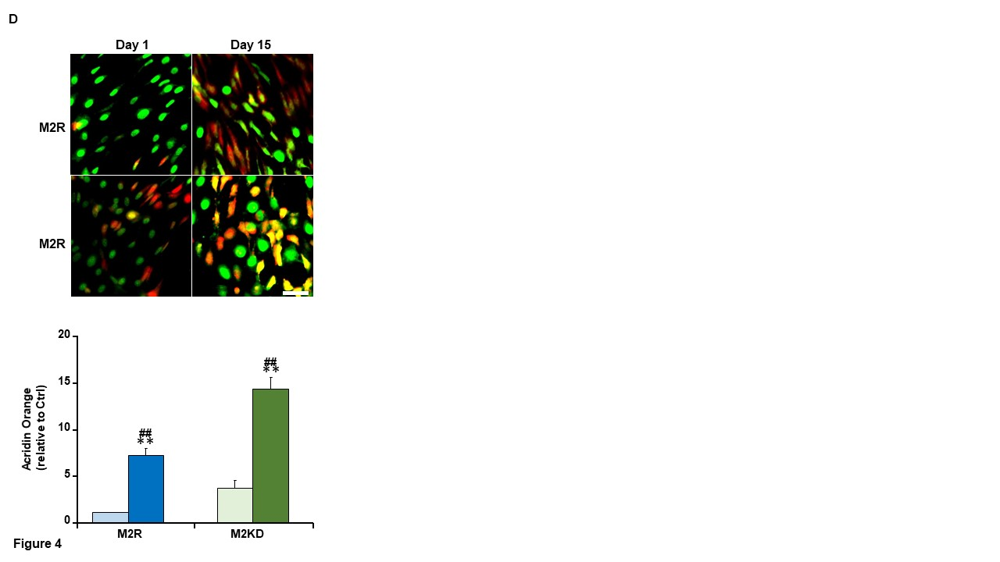 D
Day 1 Day 15
M2R
M2R
20
15
10
5
0
Acridin Orange
(relative to Ctrl)
##
**
##
**
M2R M2KD
Figure 4